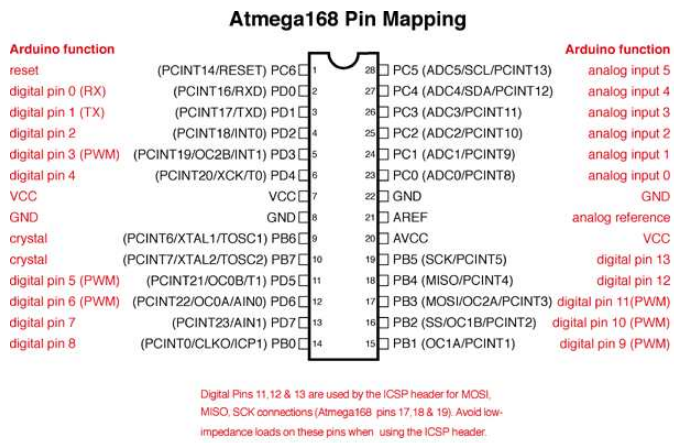 Atmega168 Pin Mapping
Arduino function Arduino function
reset (PCINT14/RESET) PC6 1 28 PC5 (ADC5/SCL/PCINT13) analog input 5
digital pin 0 (RX) (PCINT16/RXD) PD0 2 27 PC4 (ADC4/SDA/PCINT12) analog input 4
digital pin 1 (TX) (PCINT17/TXD) PD1 3 26 PC3 (ADC3/PCINT11) analog input 3
digital pin 2 (PCINT18/INT0) PD2 4 25 PC2 (ADC2/PCINT10) analog input 2
digital pin 3 (PWM) (PCINT19/OC2B/INT1) PD3 5 24 PC1 (ADC1/PCINT9) analog input 1
digital pin 4 (PCINT20/XCK/T0) PD4 6 23 PC0 (ADC0/PCINT8) analog input 0
VCC VCC 7 22 GND GND
GND GND 8 21 AREF analog reference
crystal (PCINT6/XTAL1/TOSC1) PB6 9 20 AVCC VCC
crystal (PCINT7/XTAL2/TOSC2) PB7 10 19 PB5 (SCK/PCINT5) digital pin 13
digital pin 5 (PWM) (PCINT21/OC0B/T1) PD5 11 18 PB4 (MISO/PCINT4) digital pin 12
digital pin 6 (PWM) (PCINT22/OC0A/AIN0) PD6 12 17 PB3 (MOSI/OC2A/PCINT3) digital pin 11(PWM)
digital pin 7 (PCINT23/AIN1) PD7 13 16 PB2 (SS/OC1B/PCINT2) digital pin 10 (PWM)
digital pin 8 (PCINT0/CLKO/ICP1) PB0 14 15 PB1 (OC1A/PCINT1) digital pin 9 (PWM)
Digital Pins 11,12 & 13 are used by the ICSP header for MOSI,
MISO, SCK connections (Atmega168 pins 17,18 & 19). Avoid low-
impedance loads on these pins when using the ICSP header.